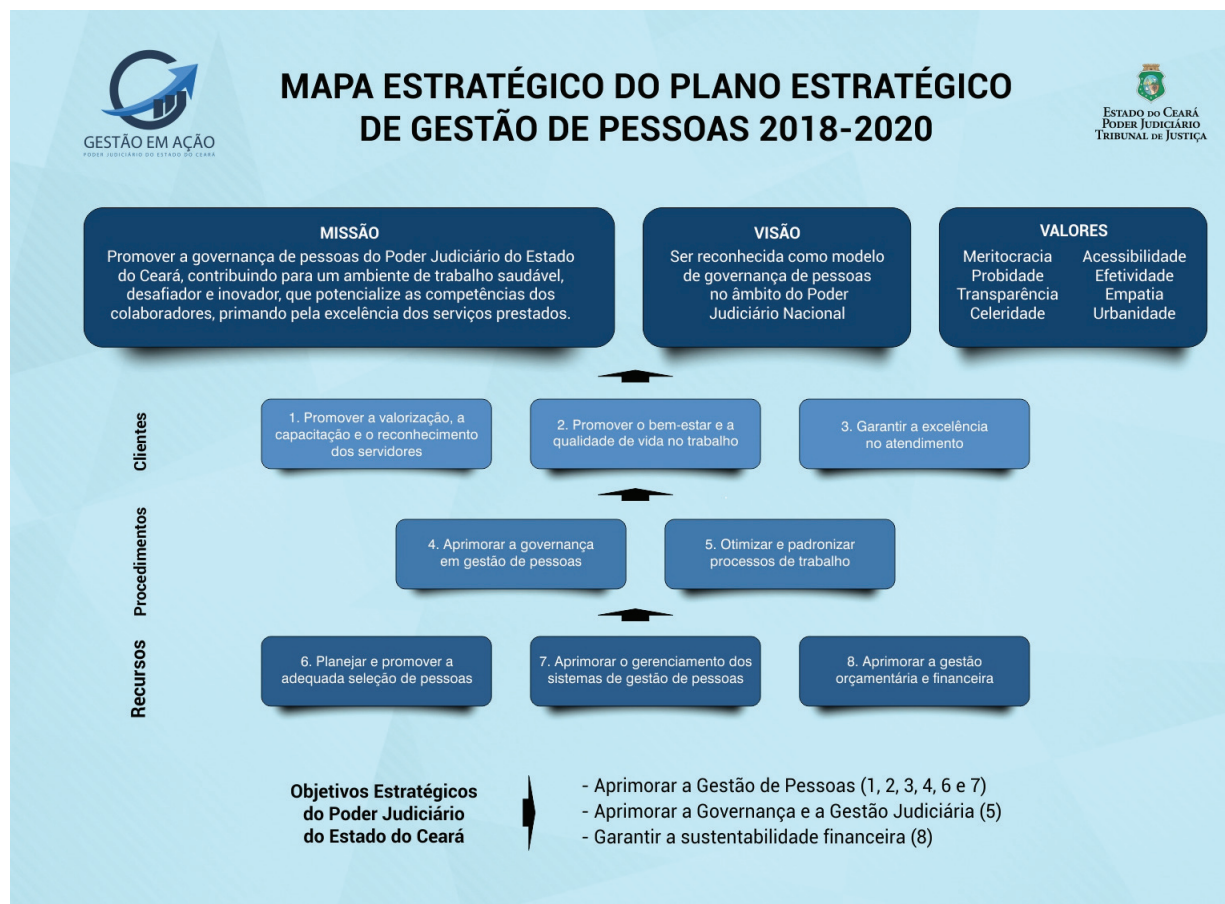 GESTÃO EM AÇÃO
PODER JUDICIÁRIO DO ESTADO DO CEARÁ
MAPA ESTRATÉGICO DO PLANO ESTRATÉGICO
DE GESTÃO DE PESSOAS 2018-2020
ESTADO DO CEARÁ
PODER JUDICIÁRIO
TRIBUNAL DE JUSTIÇA
MISSÃO
Promover a governança de pessoas do Poder Judiciário do Estado
do Ceará, contribuindo para um ambiente de trabalho saudável,
desafiador e inovador, que potencialize as competências dos
colaboradores, primando pela excelência dos serviços prestados.
VISÃO
Ser reconhecida como modelo
de governança de pessoas
no âmbito do Poder
Judiciário Nacional
VALORES
Meritocracia
Probidade
Transparência
Celeridade
Acessibilidade
Efetividade
Empatia
Urbanidade
Clientes
1. Promover a valorização, a
capacitação e o reconhecimento
dos servidores
2. Promover o bem-estar e a
qualidade de vida no trabalho
3. Garantir a excelência
no atendimento
Procedimentos
4. Aprimorar a governança
em gestão de pessoas
5. Otimizar e padronizar
processos de trabalho
Recursos
6. Planejar e promover a
adequada seleção de pessoas
7. Aprimorar o gerenciamento dos
sistemas de gestão de pessoas
8. Aprimorar a gestão
orçamentária e financeira
Objetivos Estratégicos
do Poder Judiciário
do Estado do Ceará
- Aprimorar a Gestão de Pessoas (1, 2, 3, 4, 6 e 7)
- Aprimorar a Governança e a Gestão Judiciária (5)
- Garantir a sustentabilidade financeira (8)